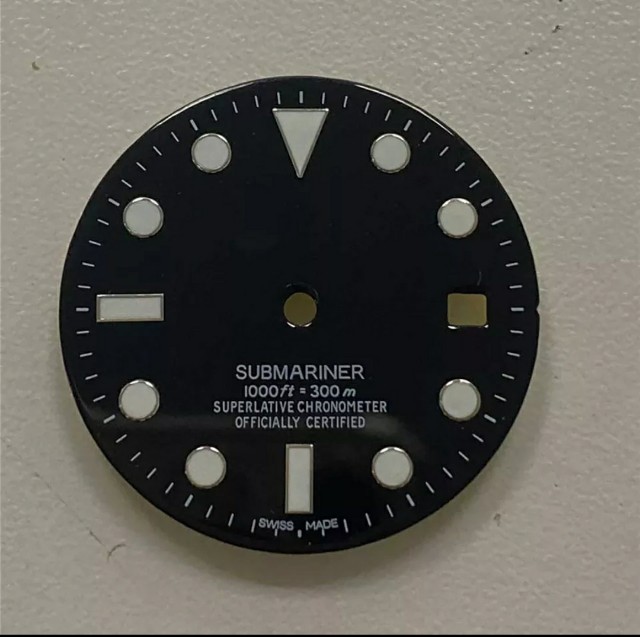 SUBMARINER
1000ft = 300m
SUPERLATIVE CHRONOMETER
OFFICIALLY CERTIFIED
SWISS MADE